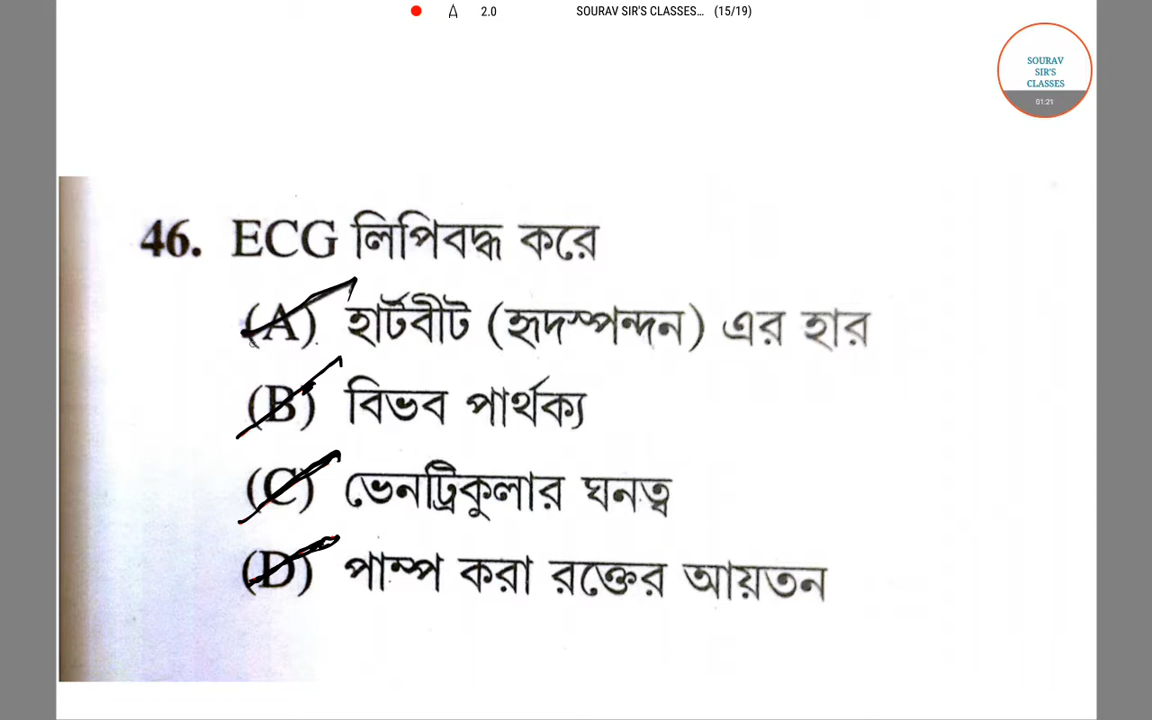 2.0 SOURAV SIR'S CLASSES... (15/19)
SOURAV
SIR'S
CLASSES
01:21
46. ECG লিপিবদ্ধ করে
(A) হার্টবীট (হৃদস্পন্দন) এর হার
(B) বিভব পার্থক্য
(C) ভেনট্রিকুলার ঘনত্ব
(D) পাম্প করা রক্তের আয়তন